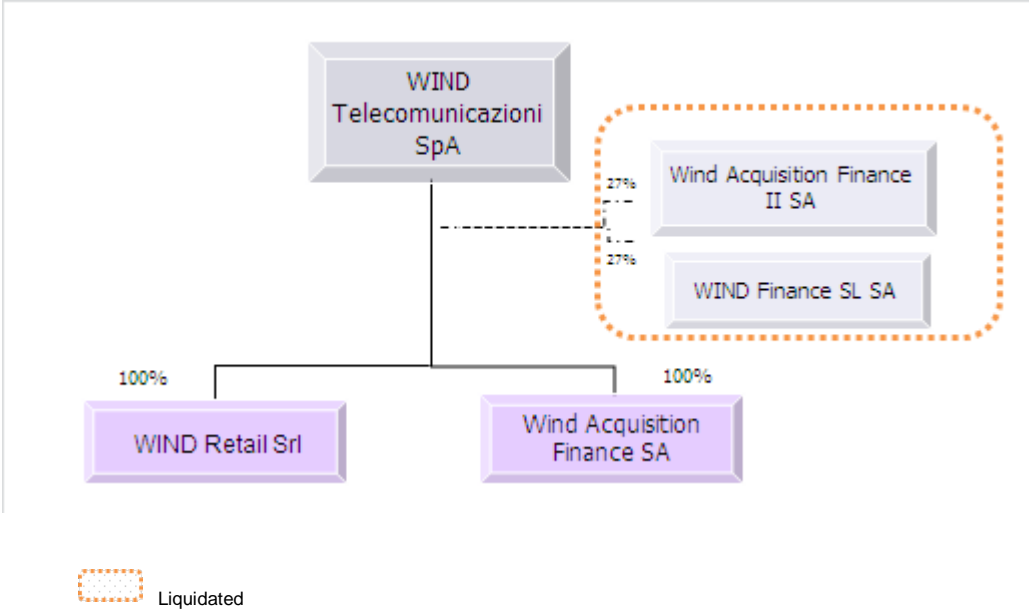 WIND
Telecomunicazioni
SpA
27%
Wind Acquisition Finance
II SA
27%
WIND Finance SL SA
100%
100%
WIND Retail Srl
Wind Acquisition
Finance SA
Liquidated